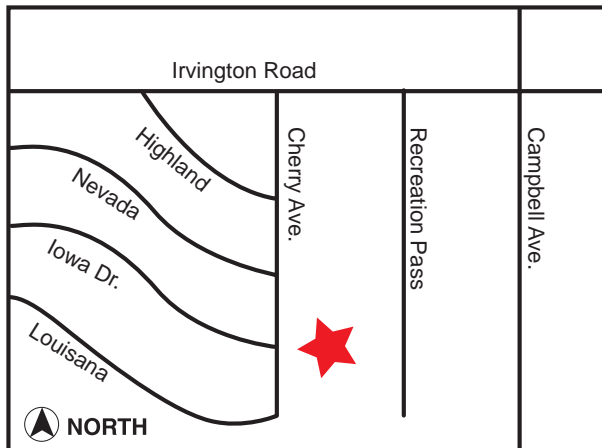 Irvington Road
Highland
Cherry Ave.
Recreation Pass
Campbell Ave.
Nevada
Iowa Dr.
Louisana
NORTH